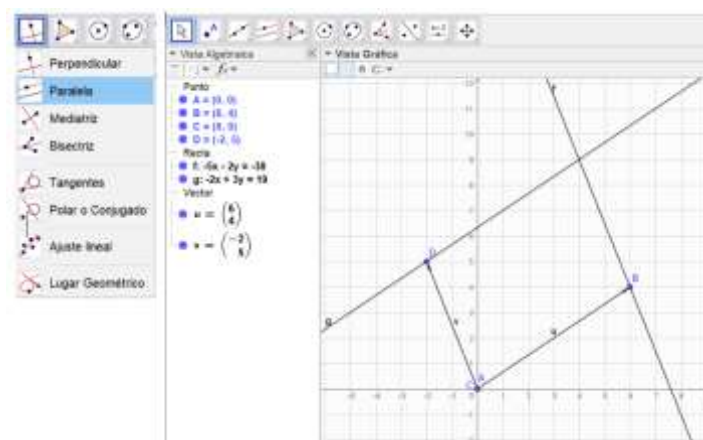 Perpendicular
Paralela
Mediatriz
Bisectriz
Tangentes
Polar o Conjugado
Ajuste lineal
Lugar Geométrico
Vista Algebraica
Vista Gráfica
Punto
A = (0, 0)
B = (6, 4)
C = (0, 0)
D = (-2, 5)
Recta
f: -5x - 2y = -38
g: -2x + 3y = 19
Vector
u = (6 4)
v = (-2 5)
f
D
B
g
v
u
C
A